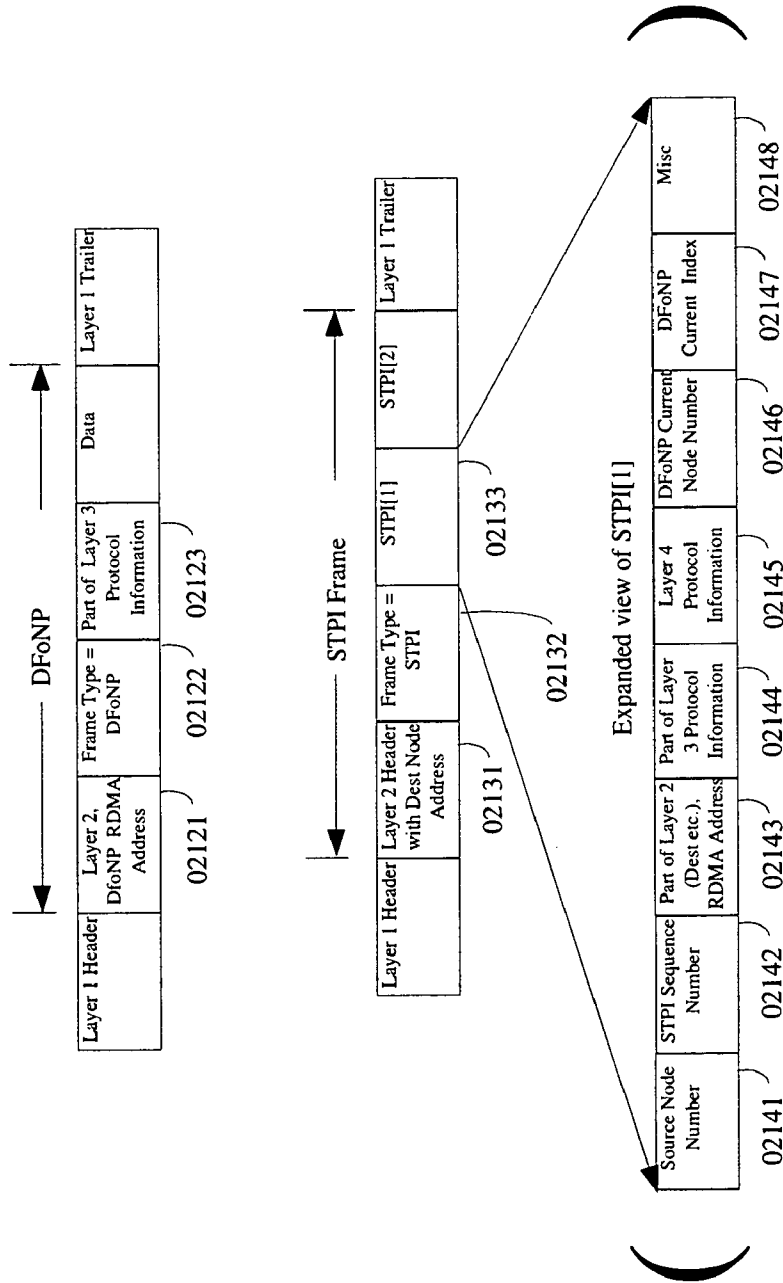 DFoNP
Layer 1 Header
Layer 2,
DfoNP RDMA
Address
Frame Type =
DFoNP
Part of Layer 3
Protocol
Information
Data
Layer 1 Trailer
02121
02122
02123
STPI Frame
Layer 1 Header
Layer 2 Header
with Dest Node
Address
Frame Type =
STPI
STPI[1]
STPI[2]
Layer 1 Trailer
02131
02132
02133
Expanded view of STPI[1]
Source Node
Number
STPI Sequence
Number
Part of Layer 2
(Dest etc.),
RDMA Address
Part of Layer
3 Protocol
Information
Layer 4
Protocol
Information
DFoNP Current
Node Number
DFoNP
Current Index
Misc
02141
02142
02143
02144
02145
02146
02147
02148